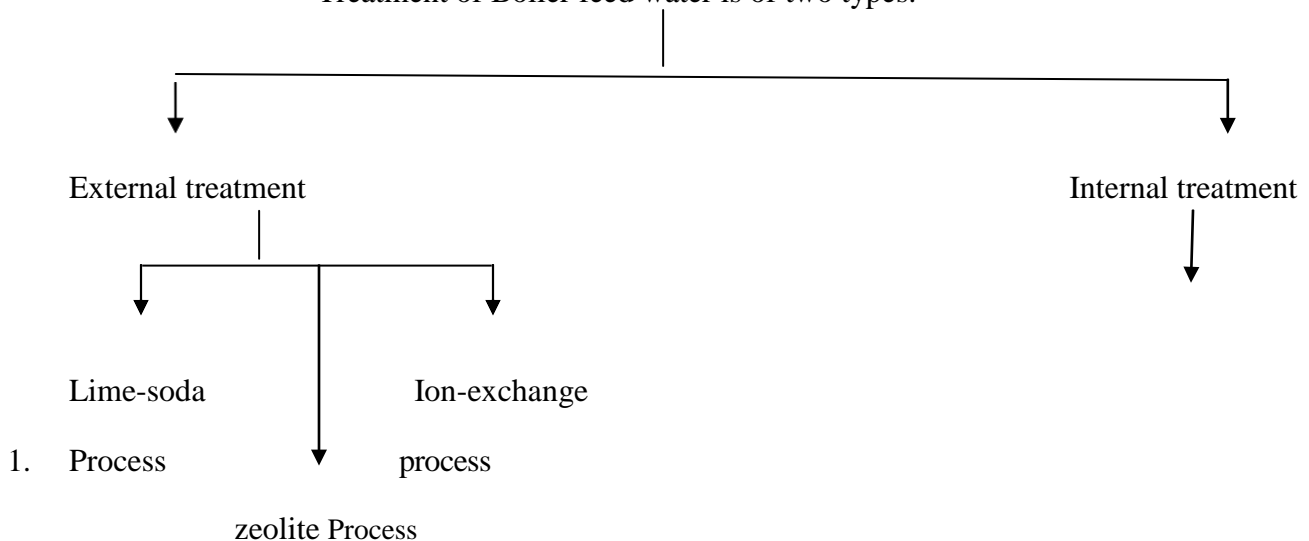 Treatment of Boiler feed water is of two types.
External treatment Internal treatment
Lime-soda Ion-exchange
1. Process process
zeolite Process